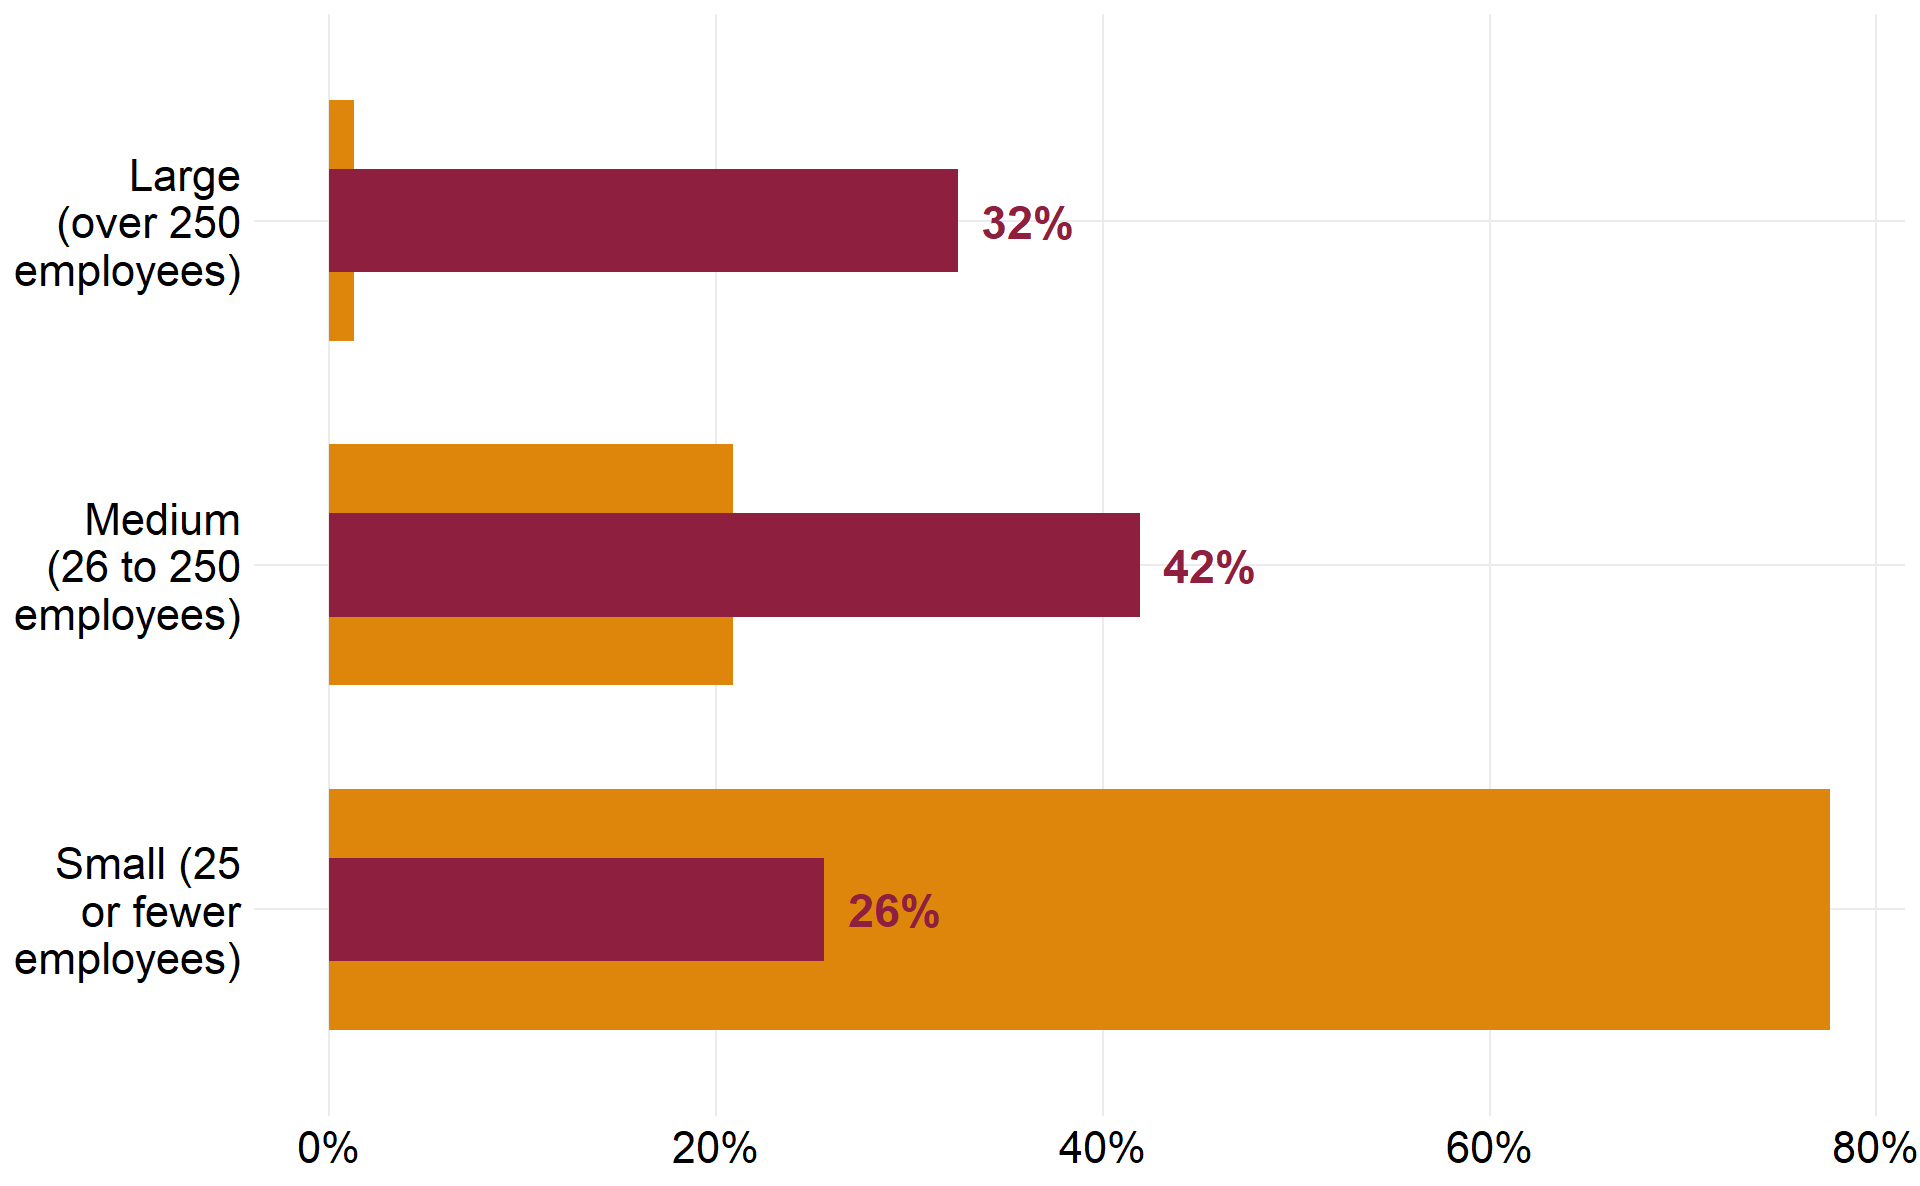 Large
(over 250
employees)
32%
Medium
(26 to 250
employees)
42%
Small (25
or fewer
employees)
26%
0%
20%
40%
60%
80%